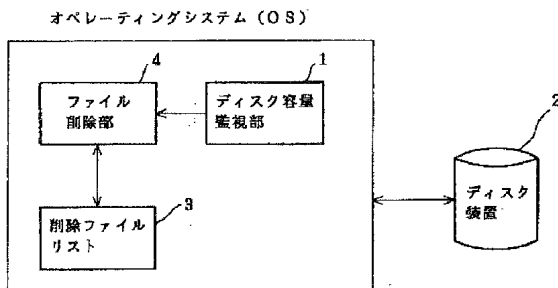 オペレーティングシステム（OS）
4
1
ファイル
削除部
ディスク容量
監視部
2
ディスク
装置
3
削除ファイル
リスト